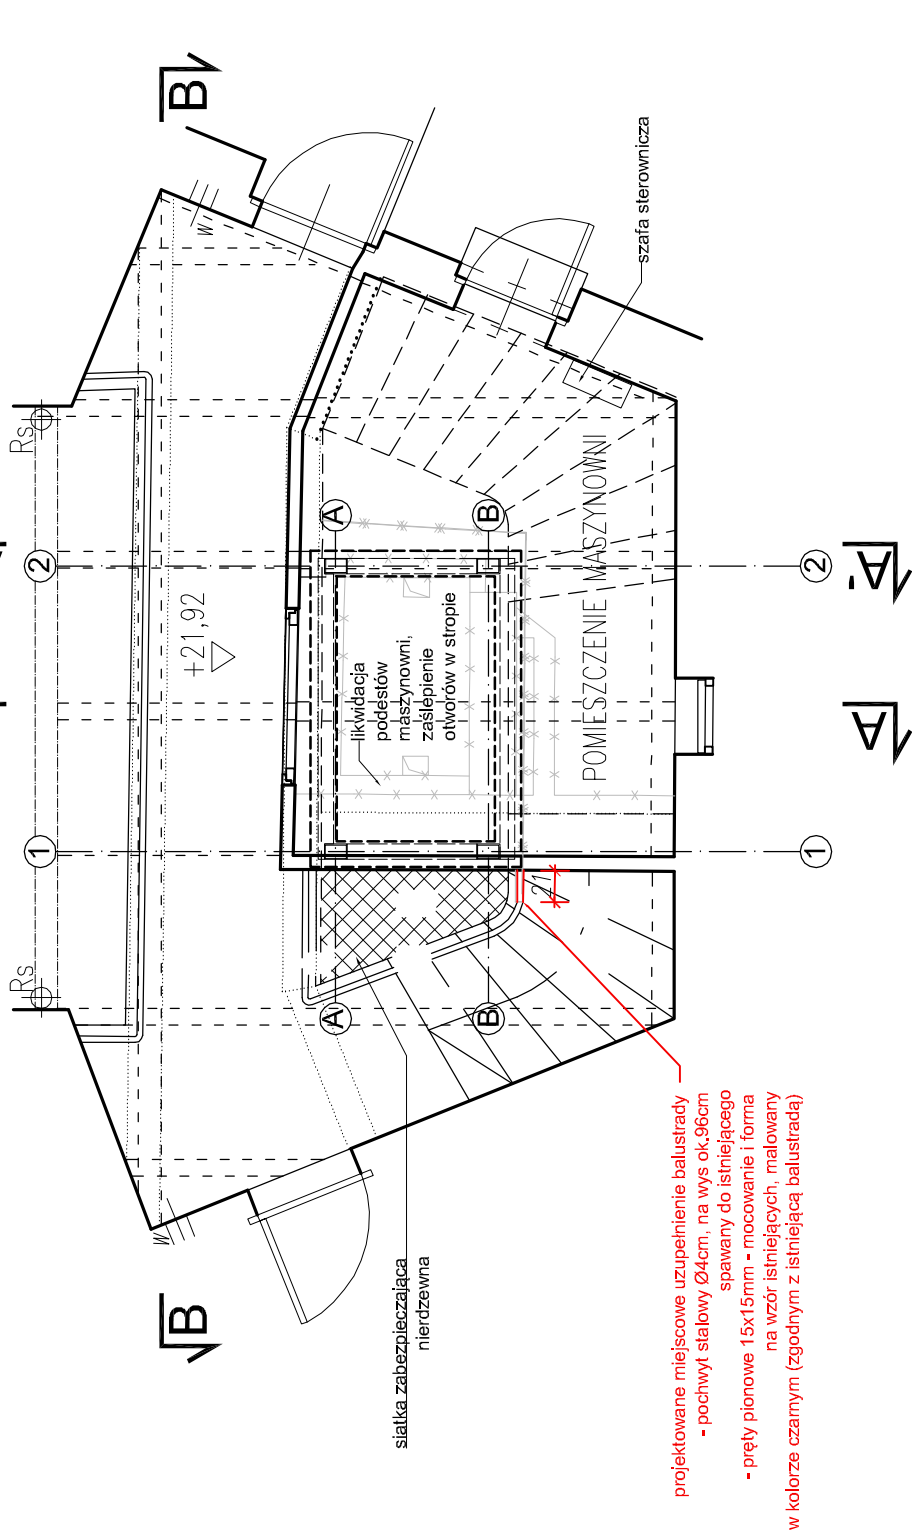 B
B
W
W
Rs
Rs
2
2
1
1
A
A
B
B
A'
A
+21,92
szafa sterownicza
POMIESZCZENIE MASZYNOWNI
likwidacja
podestów
maszynowni,
zaślepienie
otworów w stropie
21
siatka zabezpieczająca
nierdzewna
projektowane miejscowe uzupełnienie balustrady
- pochwyt stalowy Ø4cm, na wys ok.96cm
spawany do istniejącego
- pręty pionowe 15x15mm - mocowanie i forma
na wzór istniejących, malowany
w kolorze czarnym (zgodnym z istniejącą balustradą)